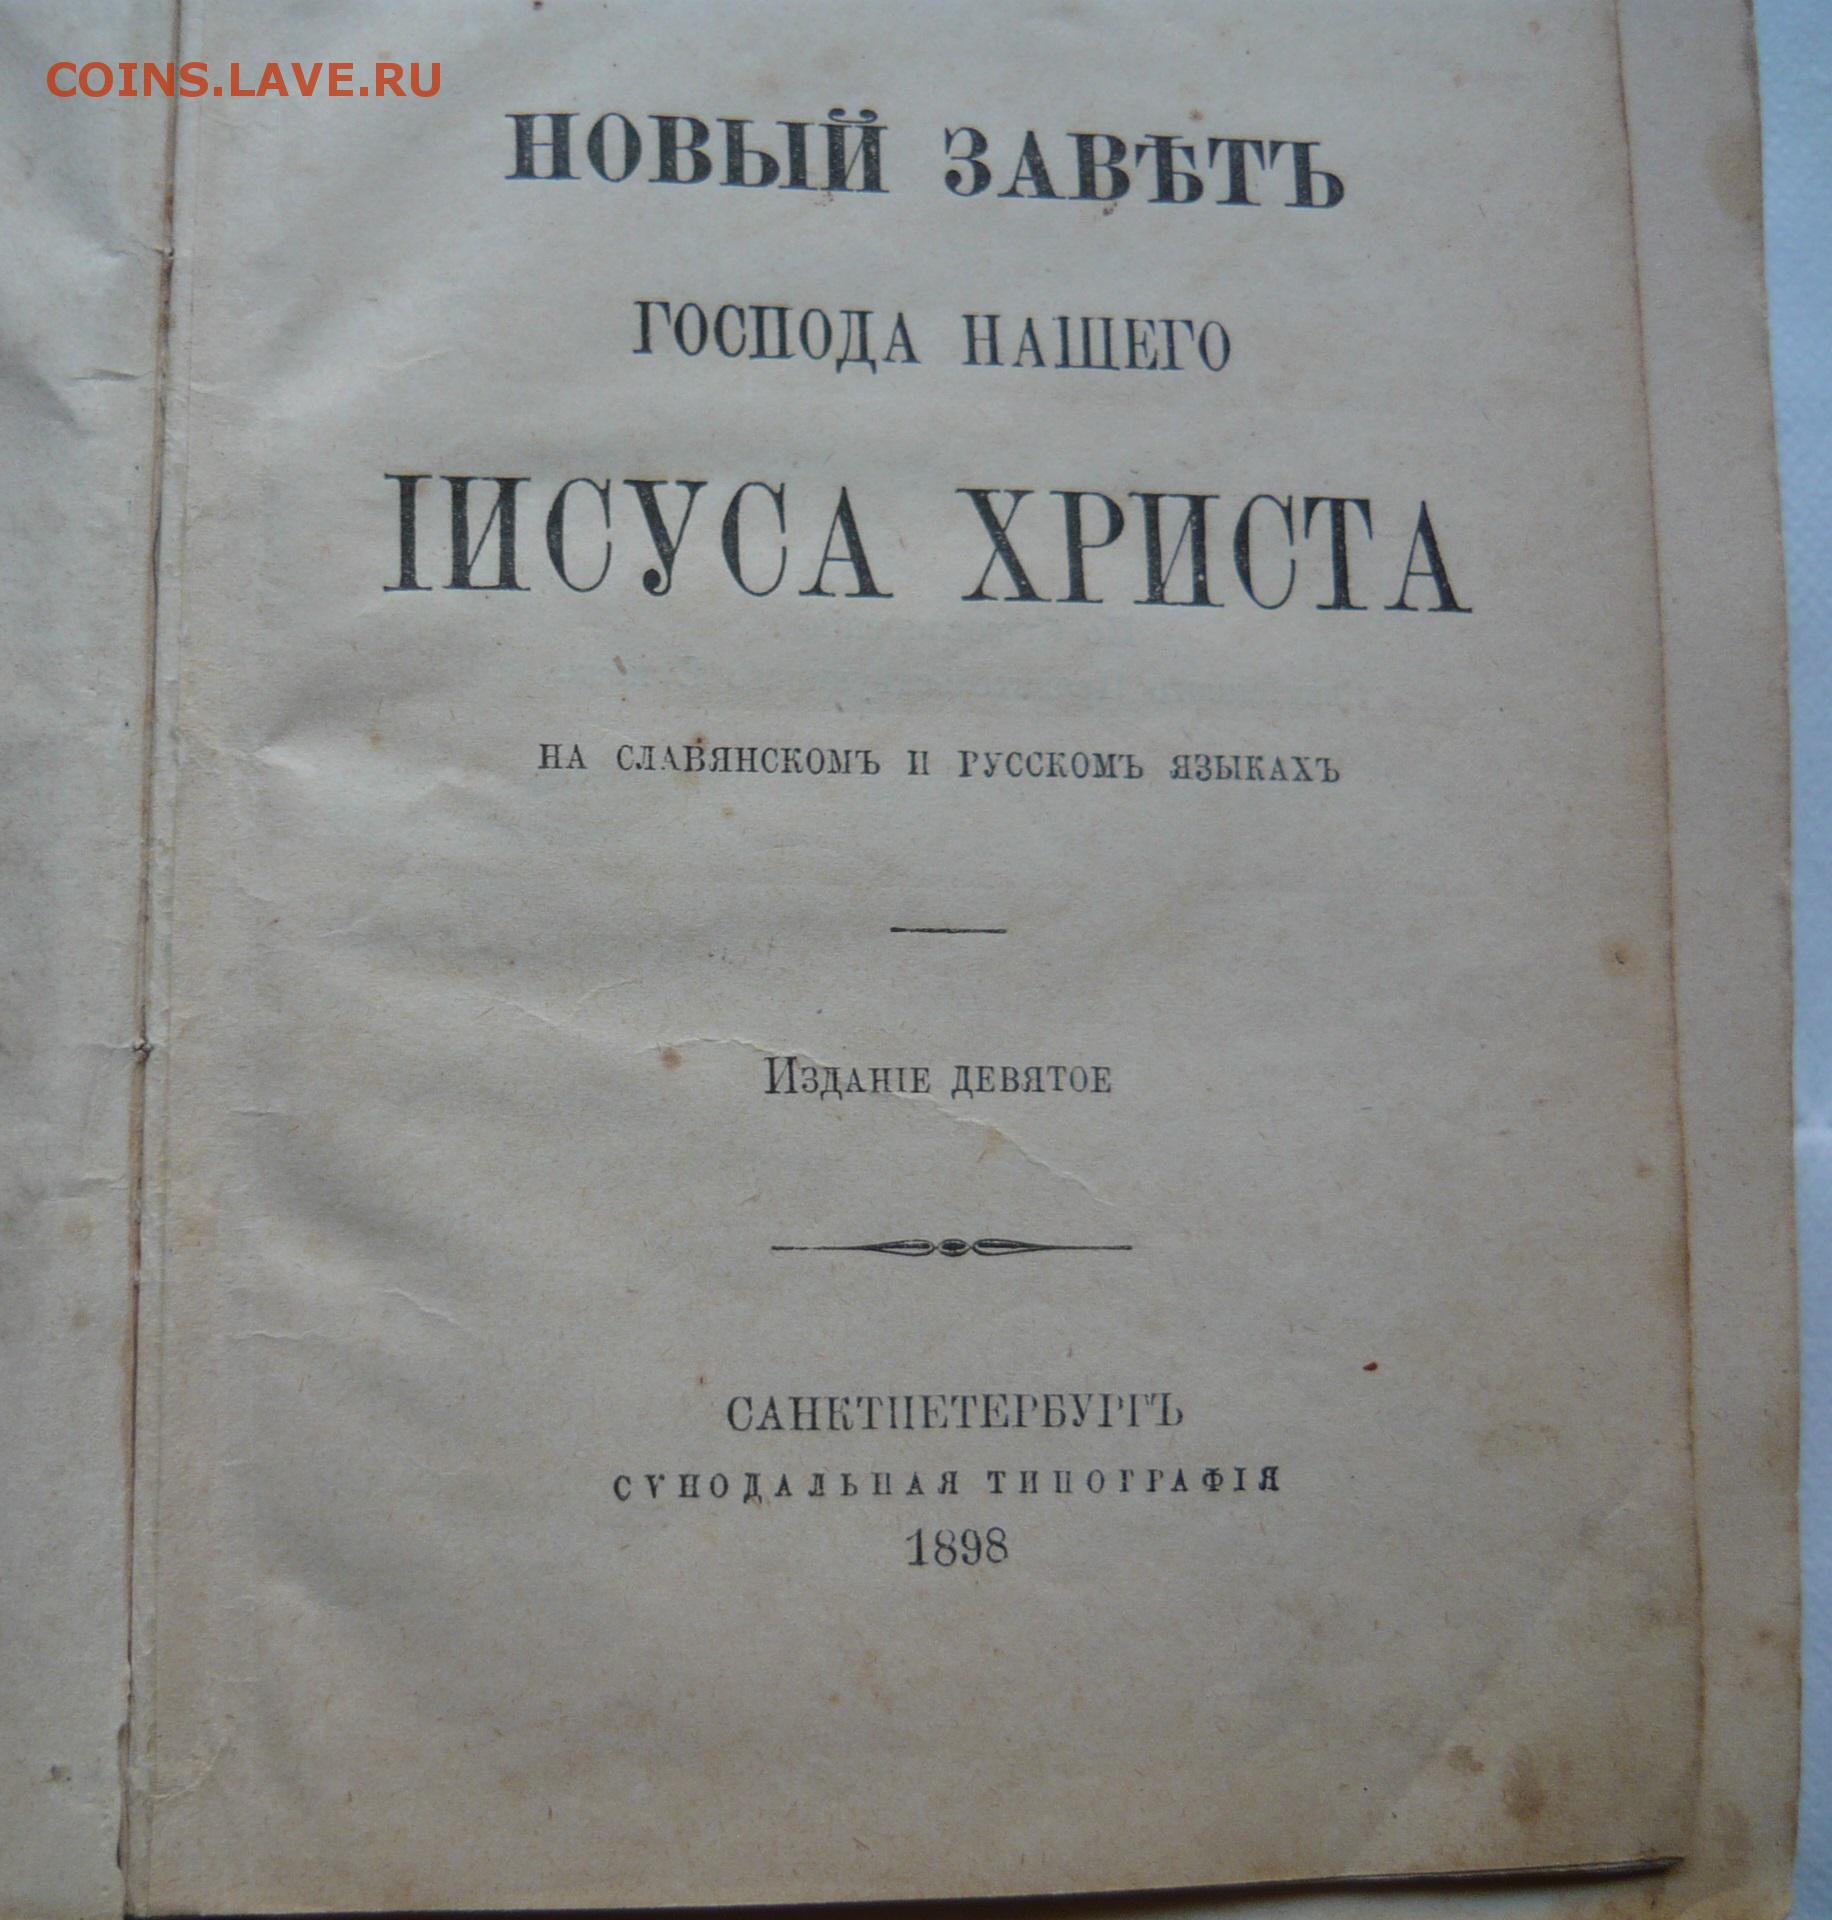 COINS.LAVE.RU
НОВЫЙ ЗАВѢТЪ
ГОСПОДА НАШЕГО
ІИСУСА ХРИСТА
НА СЛАВЯНСКОМЪ И РУССКОМЪ ЯЗЫКАХЪ
ИЗДАНІЕ ДЕВЯТОЕ
САНКТПЕТЕРБУРГЪ
СѴНОДАЛЬНАЯ ТИПОГРАФІЯ
1898